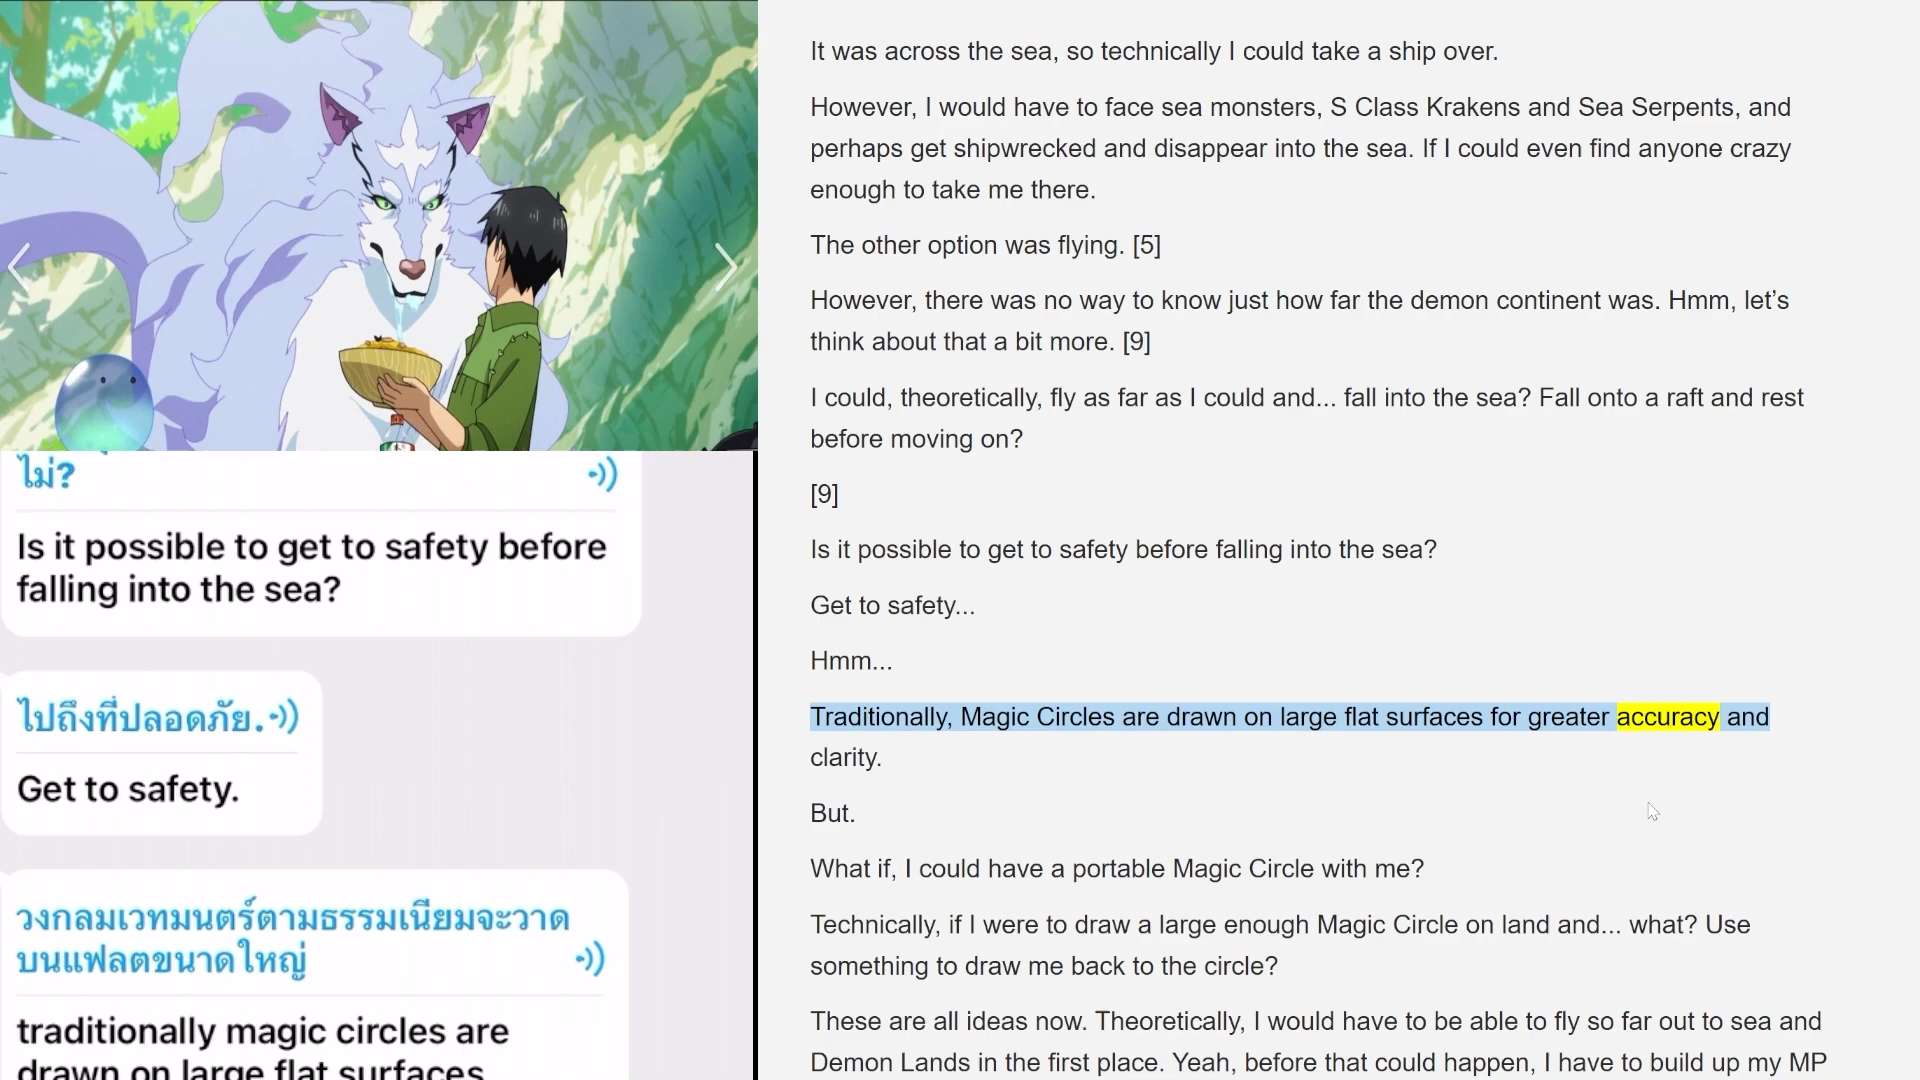 It was across the sea, so technically I could take a ship over.
However, I would have to face sea monsters, S Class Krakens and Sea Serpents, and
perhaps get shipwrecked and disappear into the sea. If I could even find anyone crazy
enough to take me there.
The other option was flying. [5]
However, there was no way to know just how far the demon continent was. Hmm, let’s
think about that a bit more. [9]
I could, theoretically, fly as far as I could and... fall into the sea? Fall onto a raft and rest
before moving on?
[9]
Is it possible to get to safety before falling into the sea?
Get to safety...
Hmm...
Traditionally, Magic Circles are drawn on large flat surfaces for greater accuracy and
clarity.
But.
What if, I could have a portable Magic Circle with me?
Technically, if I were to draw a large enough Magic Circle on land and... what? Use
something to draw me back to the circle?
These are all ideas now. Theoretically, I would have to be able to fly so far out to sea and
Demon Lands in the first place. Yeah, before that could happen, I have to build up my MP
ไม่?
Is it possible to get to safety before
falling into the sea?
ไปถึงที่ปลอดภัย.
Get to safety.
วงกลมเวทมนตร์ตามธรรมเนียมจะวาด
บนแฟลตขนาดใหญ่
traditionally magic circles are
drawn on large flat surfaces